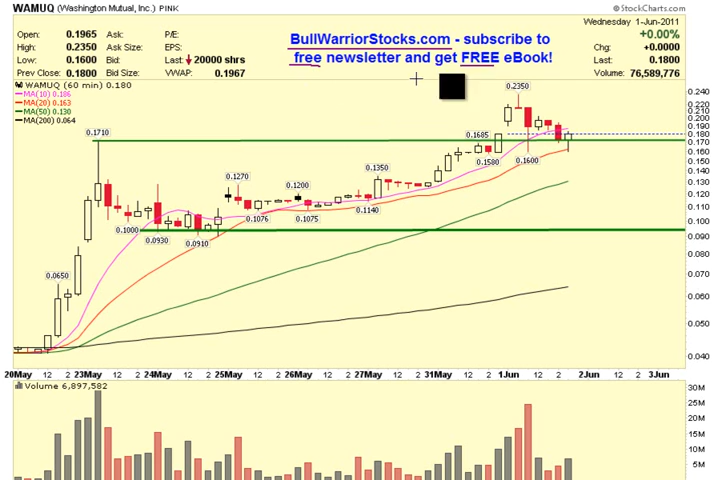 WAMUQ (Washington Mutual, Inc.) PINK
© StockCharts.com
Wednesday 1-Jun-2011
Open: 0.1965 Ask: P/E: +0.00%
High: 0.2350 Ask Size: EPS: Chg: +0.0000
Low: 0.1600 Bid: Last: 20000 shrs Last: 0.1800
Prev Close: 0.1800 Bid Size: VWAP: 0.1967 Volume: 76,589,776
BullWarriorStocks.com - subscribe to
free newsletter and get FREE eBook!
WAMUQ (60 min) 0.180
MA(10) 0.186
MA(20) 0.163
MA(50) 0.130
MA(200) 0.064
0.2350
0.1710
0.1685
0.1580
0.1600
0.1350
0.1270
0.1200
0.1140
0.1076
0.1075
0.1000
0.0930
0.0910
0.0650
0.240
0.220
0.210
0.200
0.190
0.180
0.170
0.160
0.150
0.140
0.130
0.120
0.110
0.100
0.090
0.080
0.070
0.060
0.050
0.040
20May 12 2 23May 12 2 24May 12 2 25May 12 2 26May 12 2 27May 12 2 31May 12 2 1Jun 12 2 2Jun 12 2 3Jun
Volume 6,897,582
30M
25M
20M
15M
10M
5M